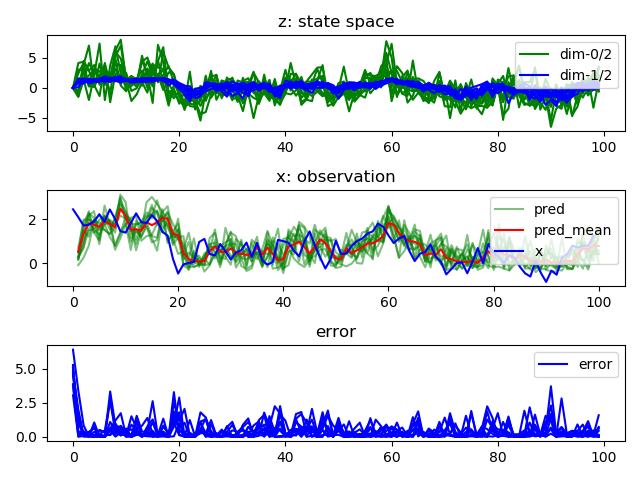 z: state space
dim-0/2
dim-1/2
5
0
−5
0 20 40 60 80 100
x: observation
pred
pred_mean
x
2
0
0 20 40 60 80 100
error
error
5.0
2.5
0.0
0 20 40 60 80 100